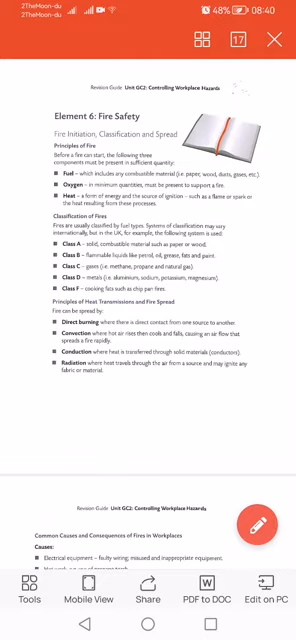 2TheMoon-du
2TheMoon-du
48%
08:40
17
Revision Guide Unit GC2: Controlling Workplace Hazards
Element 6: Fire Safety
Fire Initiation, Classification and Spread
Principles of Fire
Before a fire can start, the following three
components must be present in sufficient quantity:
Fuel – which includes any combustible material (i.e. paper, wood, dusts, gases, etc.).
Oxygen – in minimum quantities, must be present to support a fire.
Heat – a form of energy and the source of ignition – such as a flame or spark or
the heat resulting from these processes.
Classification of Fires
Fires are usually classified by fuel types. Systems of classification may vary
internationally, but in the UK, for example, the following system is used:
Class A – solid, combustible material such as paper or wood.
Class B – flammable liquids like petrol, oil, grease, fats and paint.
Class C – gases (i.e. methane, propane and natural gas).
Class D – metals (i.e. aluminium, sodium, potassium, magnesium).
Class F – cooking fats such as chip pan fires.
Principles of Heat Transmissions and Fire Spread
Fire can be spread by:
Direct burning where there is direct contact from one source to another.
Convection where hot air rises then cools and falls, causing an air flow that
spreads a fire rapidly.
Conduction where heat is transferred through solid materials (conductors).
Radiation where heat travels through the air from a source and may ignite any
fabric or material.
Revision Guide Unit GC2: Controlling Workplace Hazards
Common Causes and Consequences of Fires in Workplaces
Causes:
Electrical equipment – faulty wiring; misused and inappropriate equipment.
Tools
Mobile View
Share
W
PDF to DOC
Edit on PC